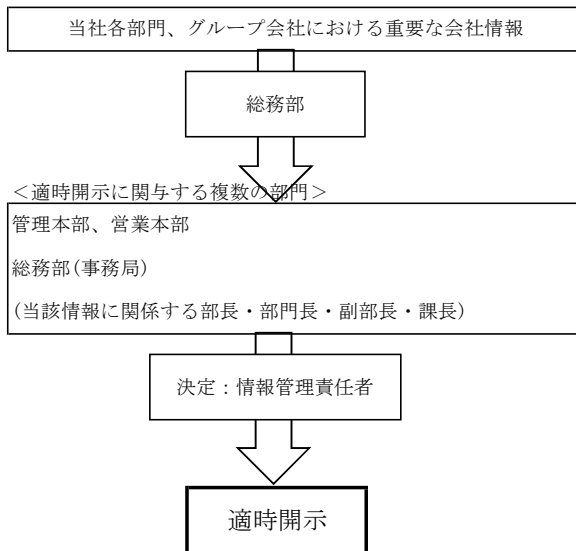 当社各部門、グループ会社における重要な会社情報
総務部
＜適時開示に関与する複数の部門＞
管理本部、営業本部
総務部(事務局)
(当該情報に関係する部長・部門長・副部長・課長)
決定：情報管理責任者
適時開示